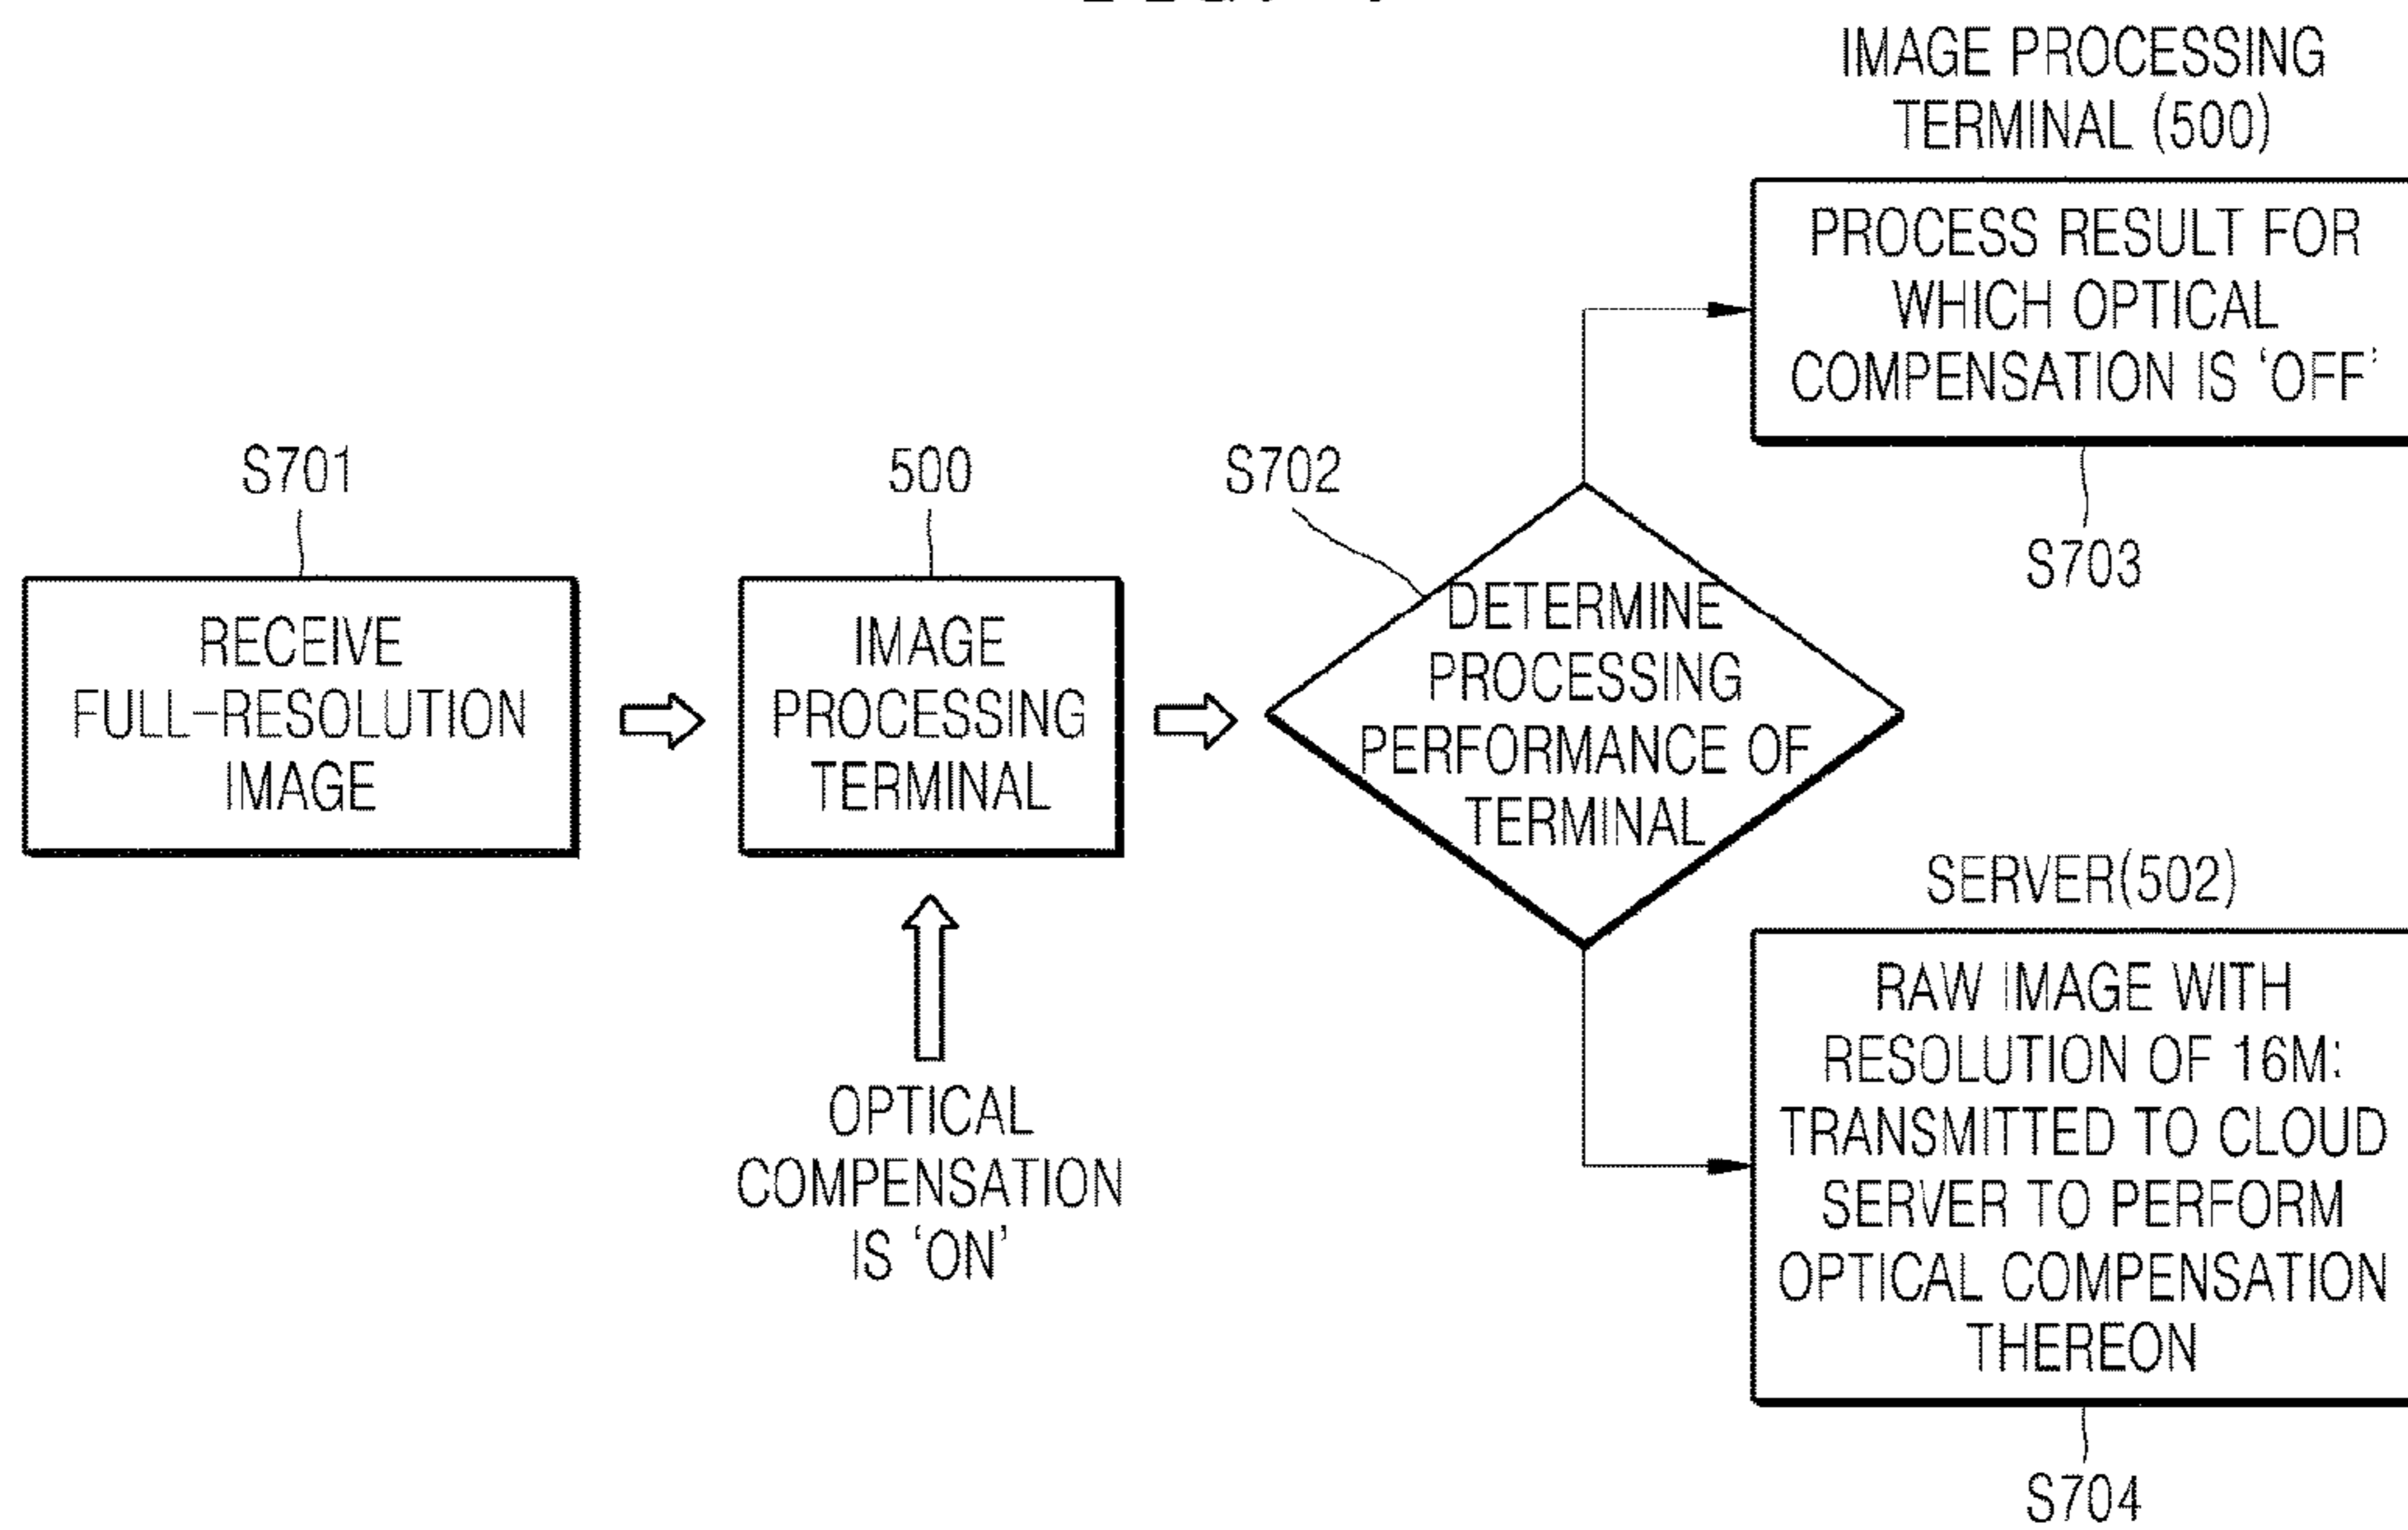 S701
RECEIVE
FULL-RESOLUTION
IMAGE
500
IMAGE
PROCESSING
TERMINAL
OPTICAL
COMPENSATION
IS ‘ON’
S702
DETERMINE
PROCESSING
PERFORMANCE OF
TERMINAL
IMAGE PROCESSING
TERMINAL (500)
PROCESS RESULT FOR
WHICH OPTICAL
COMPENSATION IS ‘OFF’
S703
SERVER(502)
RAW IMAGE WITH
RESOLUTION OF 16M:
TRANSMITTED TO CLOUD
SERVER TO PERFORM
OPTICAL COMPENSATION
THEREON
S704